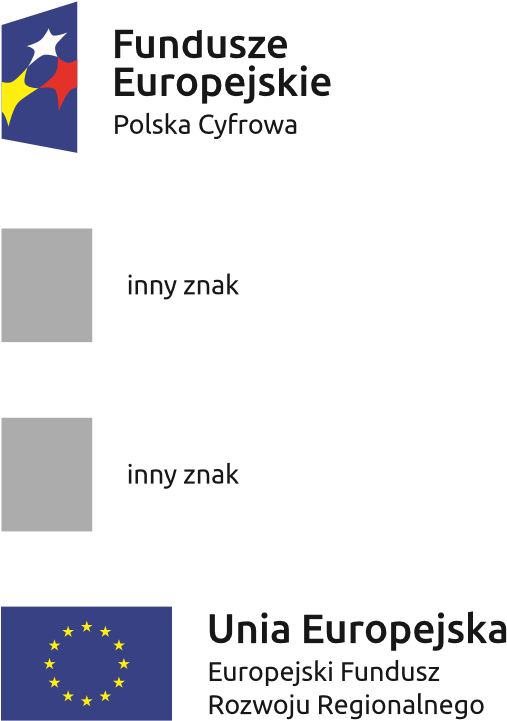 Fundusze
Europejskie
Polska Cyfrowa
inny znak
inny znak
Unia Europejska
Europejski Fundusz
Rozwoju Regionalnego